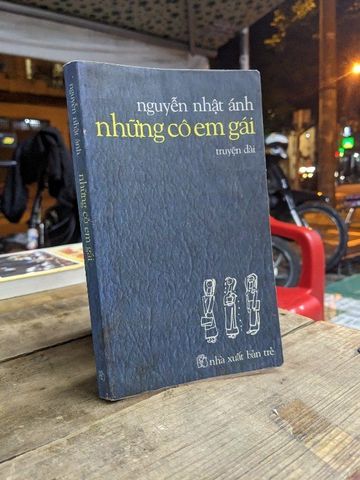 nguyễn nhật ánh
những cô em gái
truyện dài
nhà xuất bản trẻ
nguyễn nhật ánh
những cô em gái